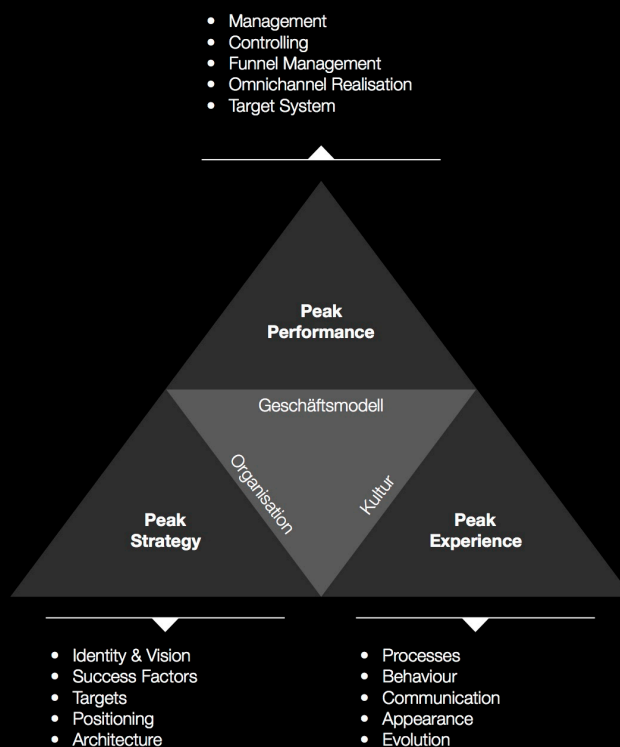 • Management
• Controlling
• Funnel Management
• Omnichannel Realisation
• Target System
Peak
Performance
Geschäftsmodell
Organisation
Kultur
Peak
Strategy
Peak
Experience
• Identity & Vision
• Success Factors
• Targets
• Positioning
• Architecture
• Processes
• Behaviour
• Communication
• Appearance
• Evolution